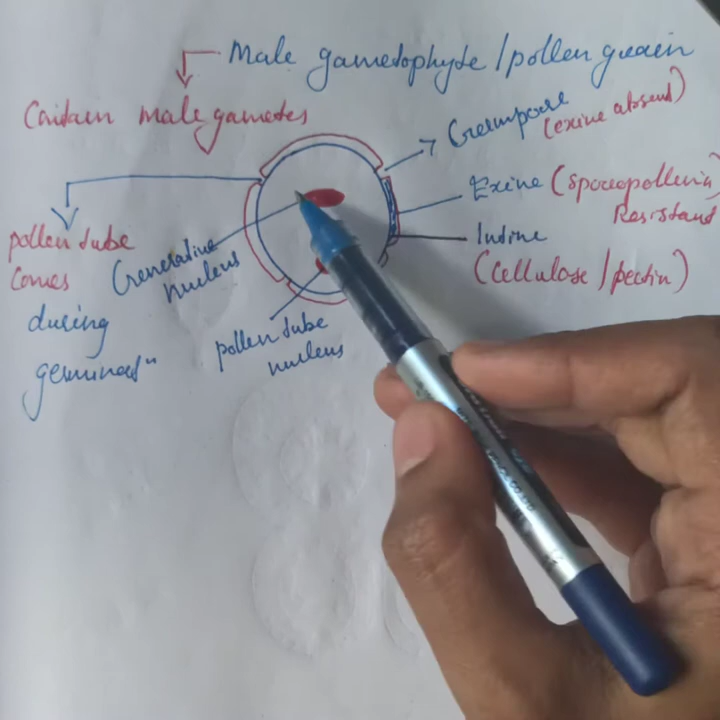 Male gametophyte/pollen grain
Contain male gametes
Germpore
(exine absent)
Exine (sporopollenin)
Resistant
Intine
(cellulose/pectin)
pollen tube
comes
during
germinatn
Generative
nucleus
pollen tube
nucleus